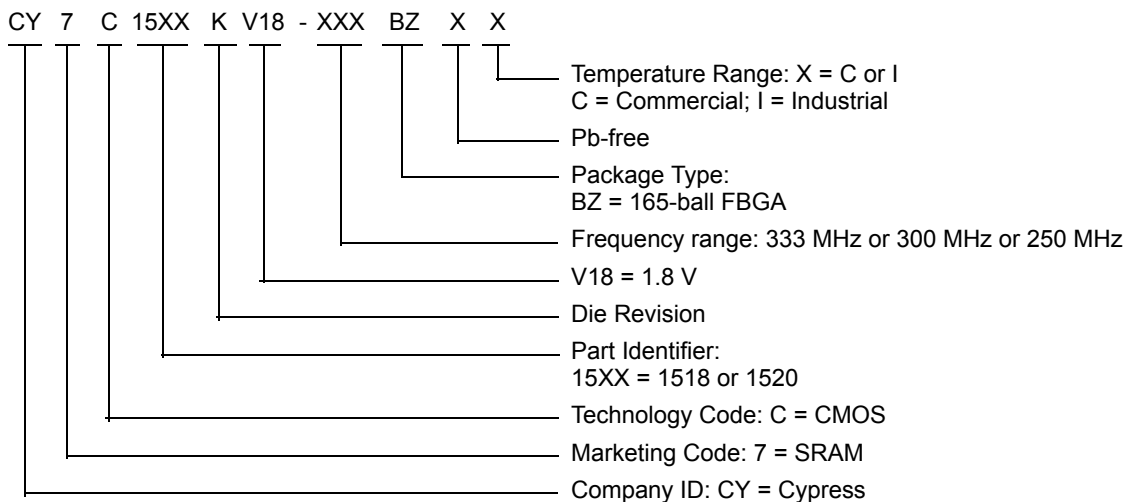 CY 7 C 15XX K V18 - XXX BZ X X
Temperature Range: X = C or I
C = Commercial; I = Industrial
Pb-free
Package Type:
BZ = 165-ball FBGA
Frequency range: 333 MHz or 300 MHz or 250 MHz
V18 = 1.8 V
Die Revision
Part Identifier:
15XX = 1518 or 1520
Technology Code: C = CMOS
Marketing Code: 7 = SRAM
Company ID: CY = Cypress